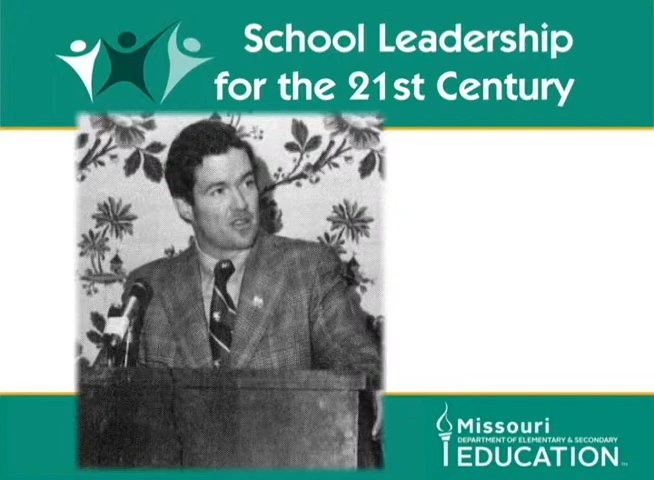 School Leadership
for the 21st Century
Missouri
DEPARTMENT OF ELEMENTARY & SECONDARY
EDUCATION